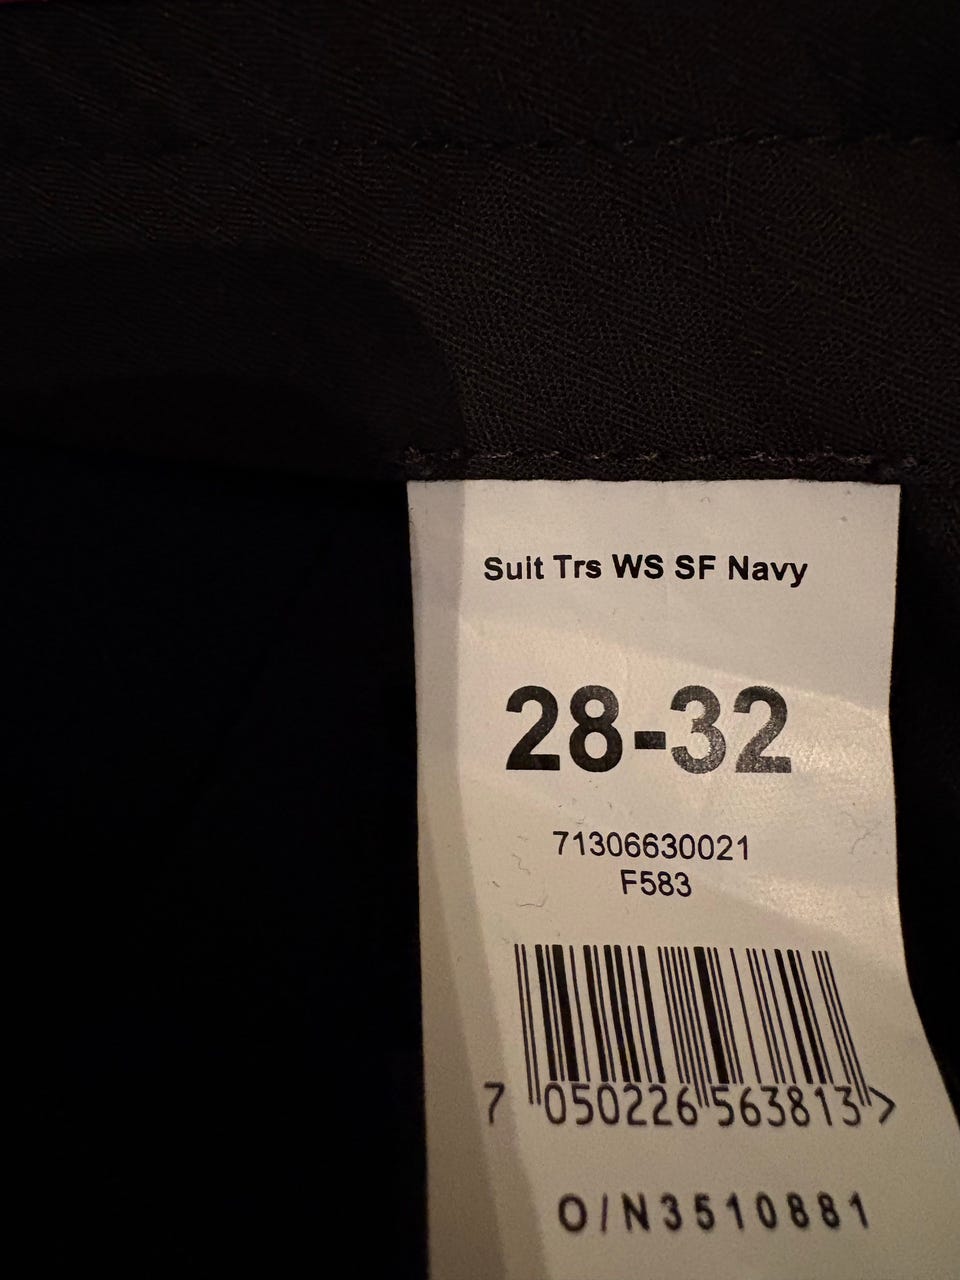 Suit Trs WS SF Navy
28-32
71306630021
F583
7 050226 563813 >
O/N3510881